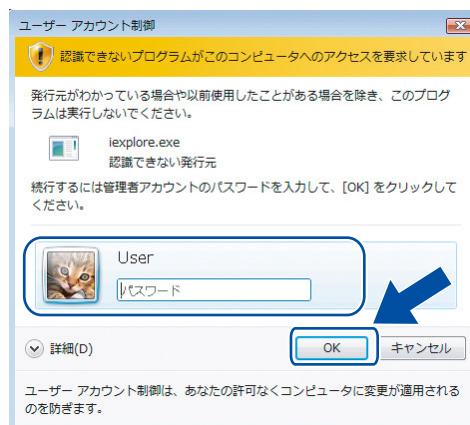 ユーザー アカウント制御
認識できないプログラムがこのコンピュータへのアクセスを要求しています
発行元がわかっている場合や以前使用したことがある場合を除き、このプログ
ラムは実行しないでください。
iexplore.exe
認識できない発行元
続行するには管理者アカウントのパスワードを入力して、[OK] をクリックして
ください。
User
パスワード
詳細(D)
OK
キャンセル
ユーザー アカウント制御は、あなたの許可なくコンピュータに変更が適用される
のを防ぎます。